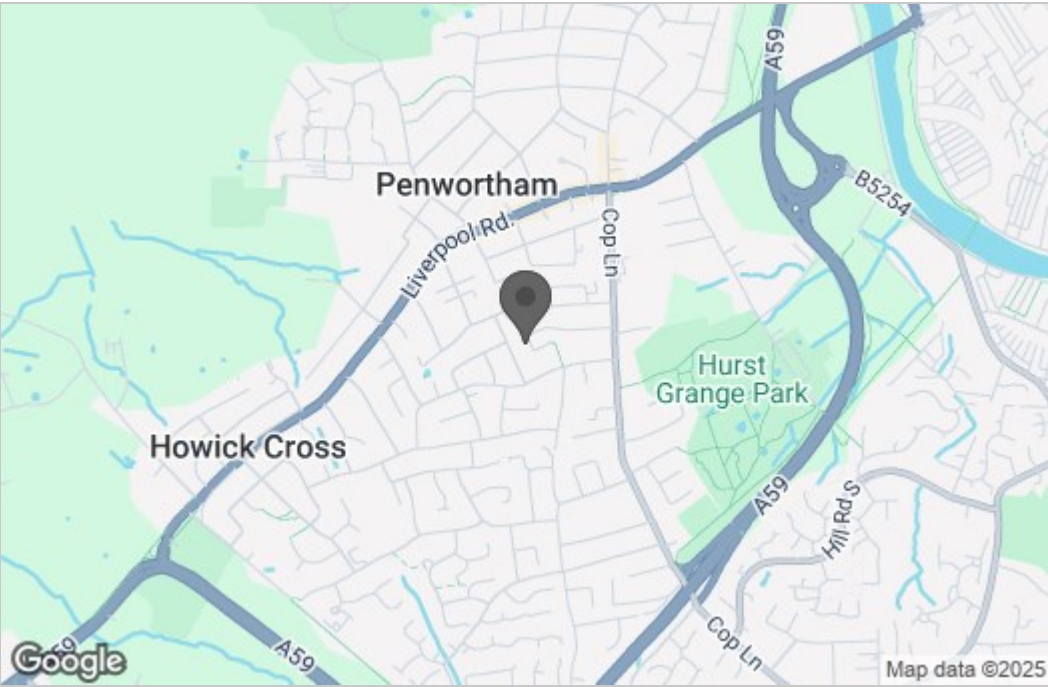 A59
B5254
Penwortham
Liverpool Rd.
Cop Ln
Hurst
Grange Park
Howick Cross
A59
Hill Rd S
A59
A59
Cop Ln
Google
Map data ©2025